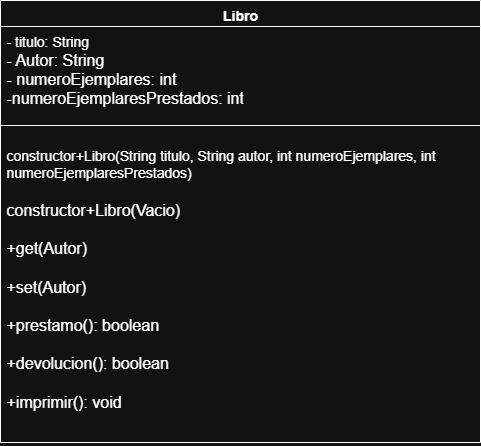 Libro
- titulo: String
- Autor: String
- numeroEjemplares: int
-numeroEjemplaresPrestados: int
constructor+Libro(String titulo, String autor, int numeroEjemplares, int
numeroEjemplaresPrestados)
constructor+Libro(Vacio)
+get(Autor)
+set(Autor)
+prestamo(): boolean
+devolucion(): boolean
+imprimir(): void